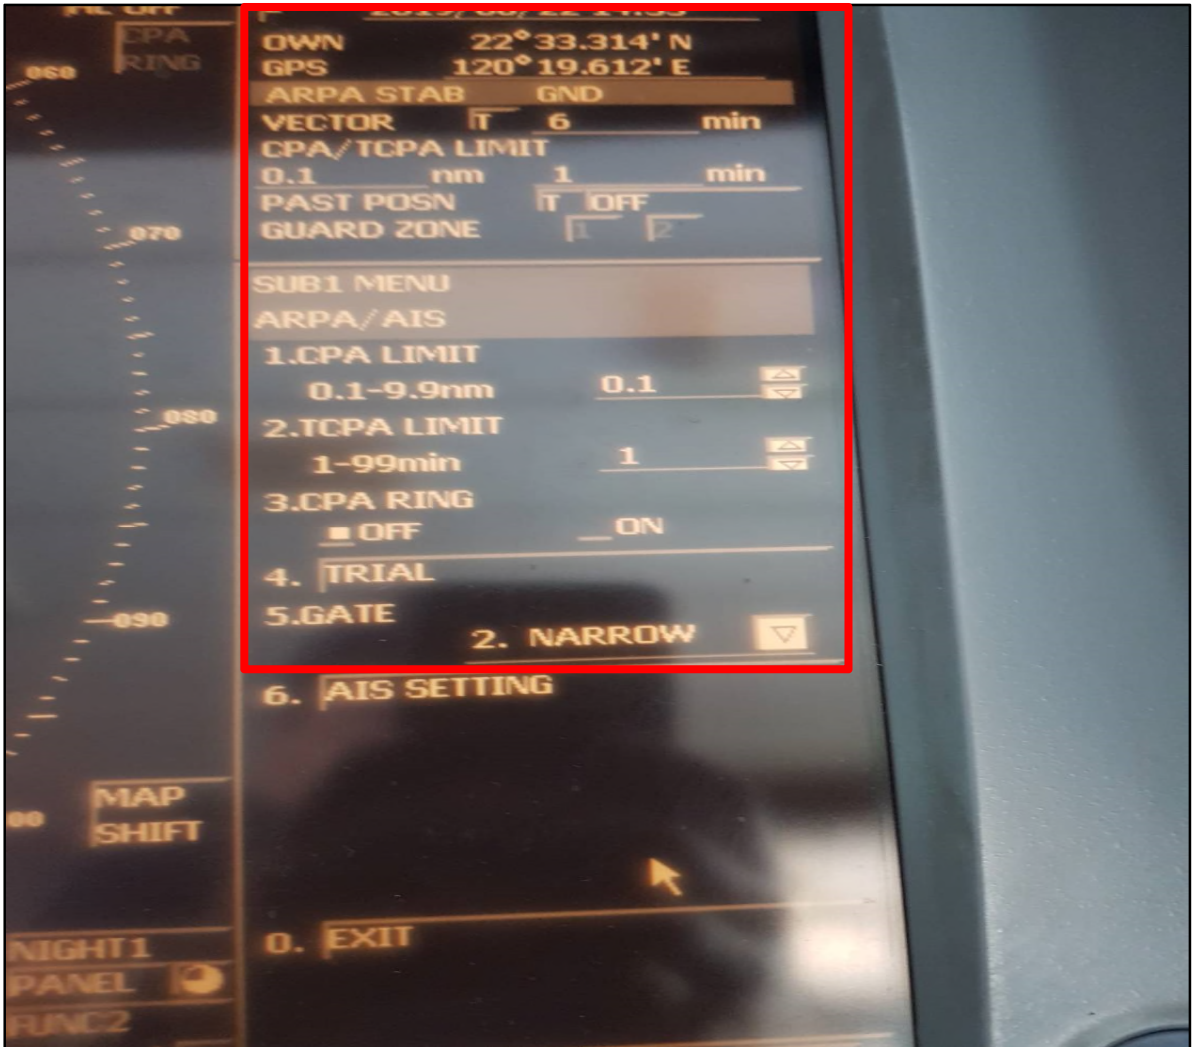 CPA
RING
060
070
080
090
00
MAP
SHIFT
NIGHT1
PANEL
FUNC2
OWN 22°33.314' N
GPS 120°19.612' E
ARPA STAB GND
VECTOR T 6 min
CPA/TCPA LIMIT
0.1 nm 1 min
PAST POSN T OFF
GUARD ZONE 1 2
SUB1 MENU
ARPA/AIS
1.CPA LIMIT
0.1-9.9nm 0.1
2.TCPA LIMIT
1-99min 1
3.CPA RING
OFF ON
4. TRIAL
5.GATE
2. NARROW
6. AIS SETTING
0. EXIT